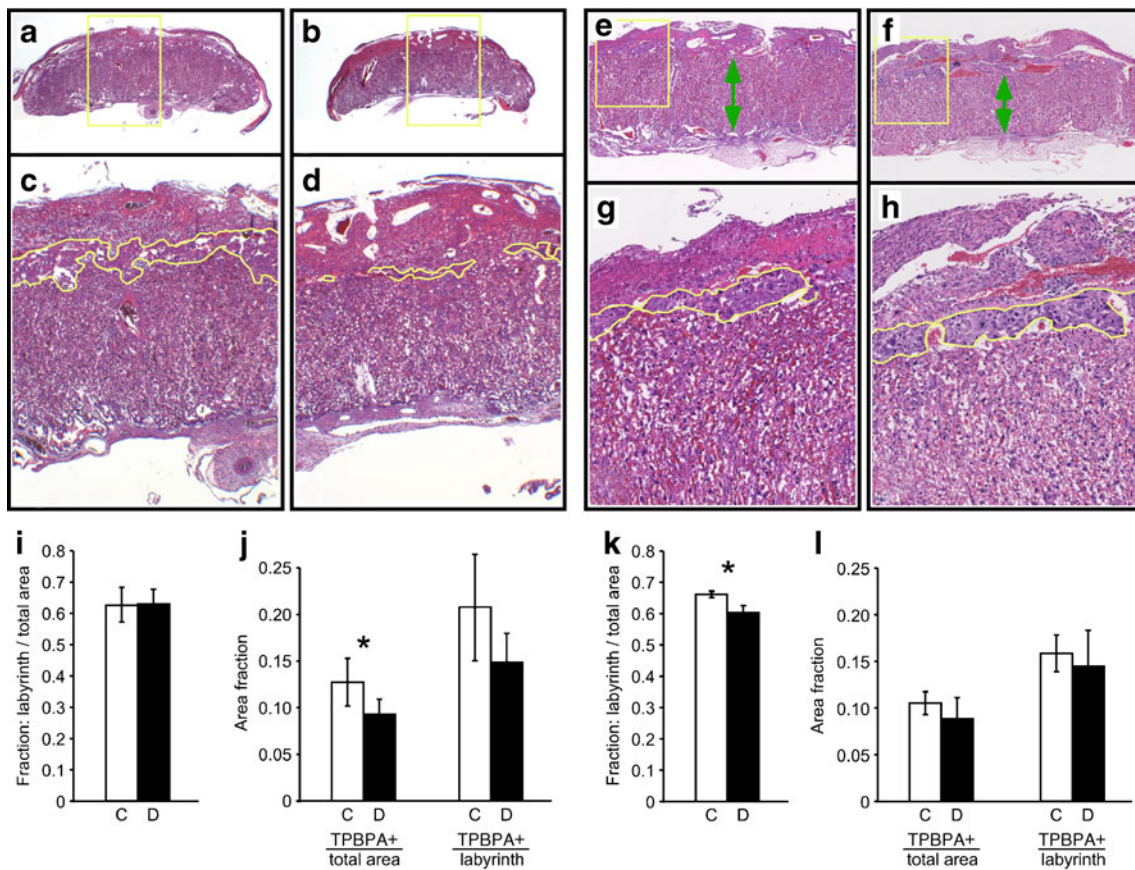 a
b
c
d
e
f
g
h
i
Fraction: labyrinth / total area
0.8
0.7
0.6
0.5
0.4
0.3
0.2
0.1
0
C D
j
Area fraction
0.25
0.20
0.15
0.10
0.05
0
*
C D C D
TPBPA+ TPBPA+
total area labyrinth
k
Fraction: labyrinth / total area
0.8
0.7
0.6
0.5
0.4
0.3
0.2
0.1
0
*
C D
l
Area fraction
0.25
0.20
0.15
0.10
0.05
0
C D C D
TPBPA+ TPBPA+
total area labyrinth